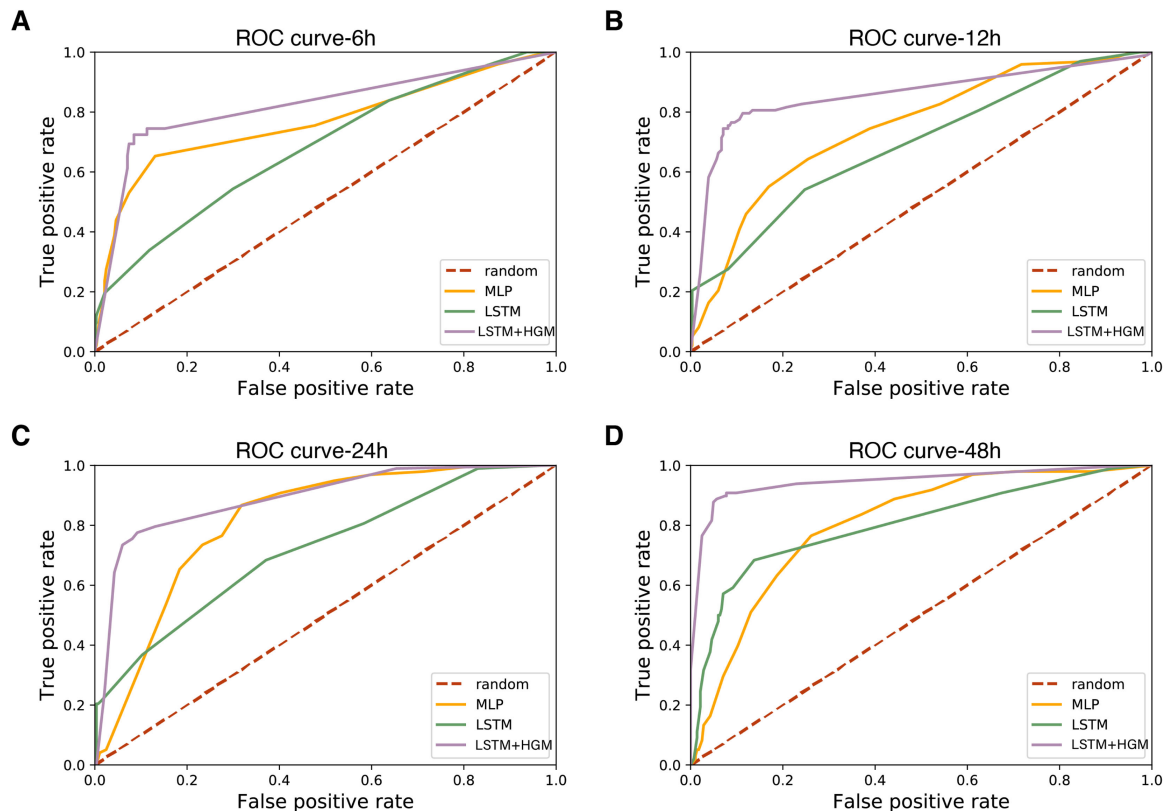 A
ROC curve-6h
True positive rate
1.0
0.8
0.6
0.4
0.2
0.0
random
MLP
LSTM
LSTM+HGM
0.0 0.2 0.4 0.6 0.8 1.0
False positive rate
B
ROC curve-12h
True positive rate
1.0
0.8
0.6
0.4
0.2
0.0
random
MLP
LSTM
LSTM+HGM
0.0 0.2 0.4 0.6 0.8 1.0
False positive rate
C
ROC curve-24h
True positive rate
1.0
0.8
0.6
0.4
0.2
0.0
random
MLP
LSTM
LSTM+HGM
0.0 0.2 0.4 0.6 0.8 1.0
False positive rate
D
ROC curve-48h
True positive rate
1.0
0.8
0.6
0.4
0.2
0.0
random
MLP
LSTM
LSTM+HGM
0.0 0.2 0.4 0.6 0.8 1.0
False positive rate